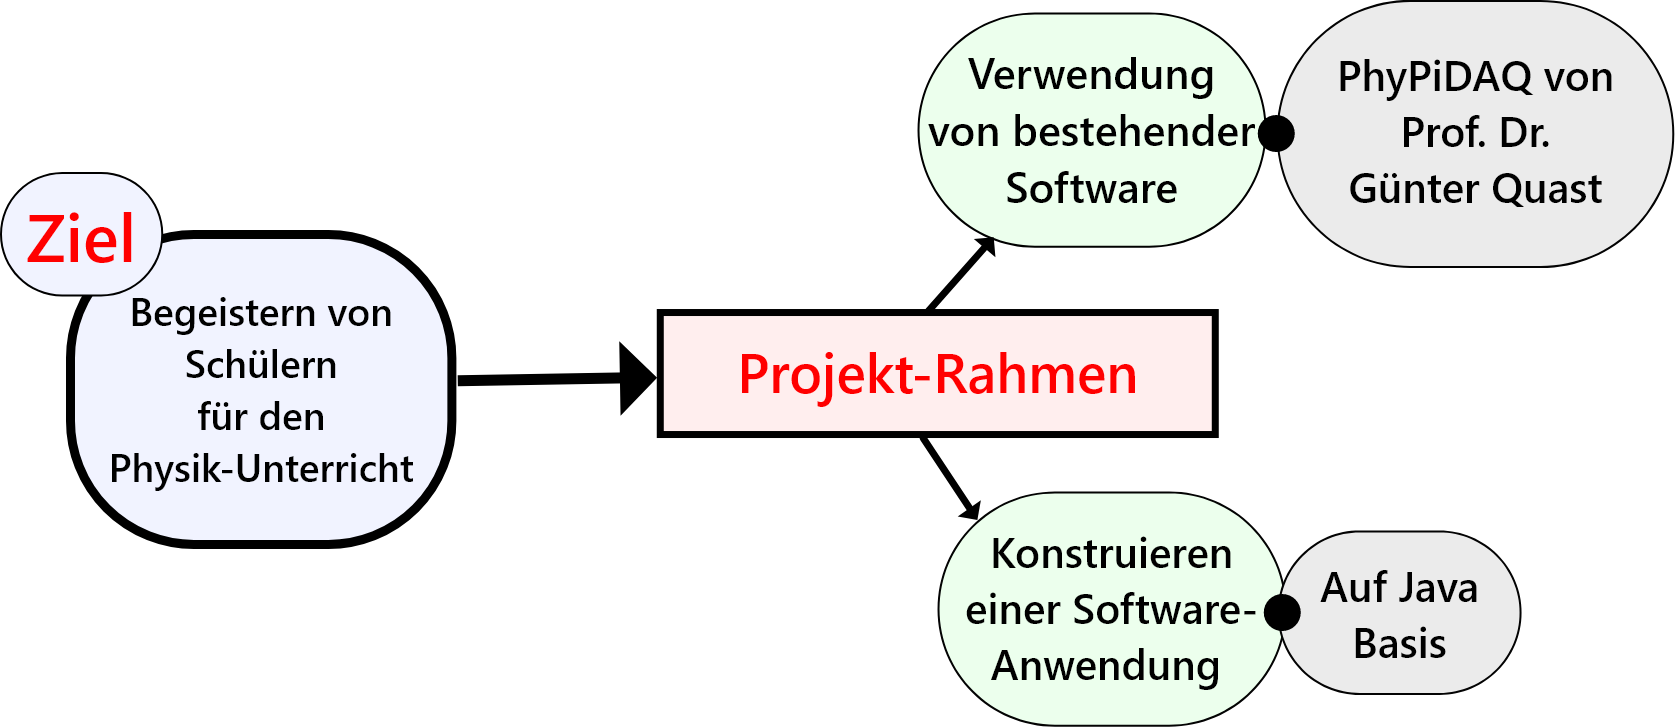 Ziel
Begeistern von
Schülern
für den
Physik-Unterricht
Projekt-Rahmen
Verwendung
von bestehender
Software
PhyPiDAQ von
Prof. Dr.
Günter Quast
Konstruieren
einer Software-
Anwendung
Auf Java
Basis